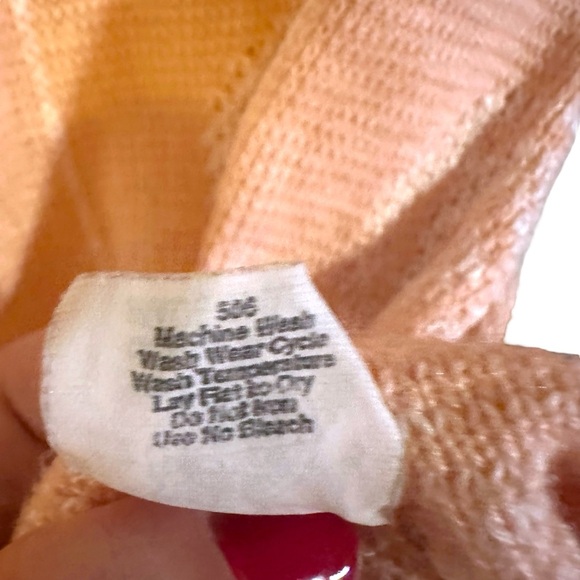 506
Machine Wash
Wash Wear Cycle
Wash Temperature
Lay Flat to Dry
Do Not Iron
Use No Bleach